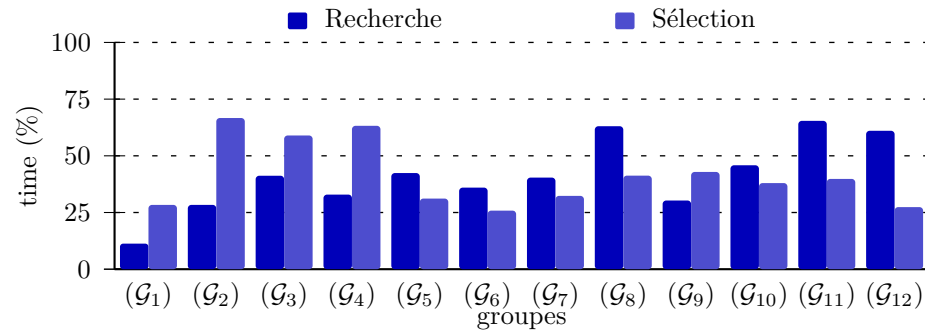 Recherche Sélection
100
75
50
25
0
time (%)
(𝒢₁) (𝒢₂) (𝒢₃) (𝒢₄) (𝒢₅) (𝒢₆) (𝒢₇) (𝒢₈) (𝒢₉) (𝒢₁₀) (𝒢₁₁) (𝒢₁₂)
groupes